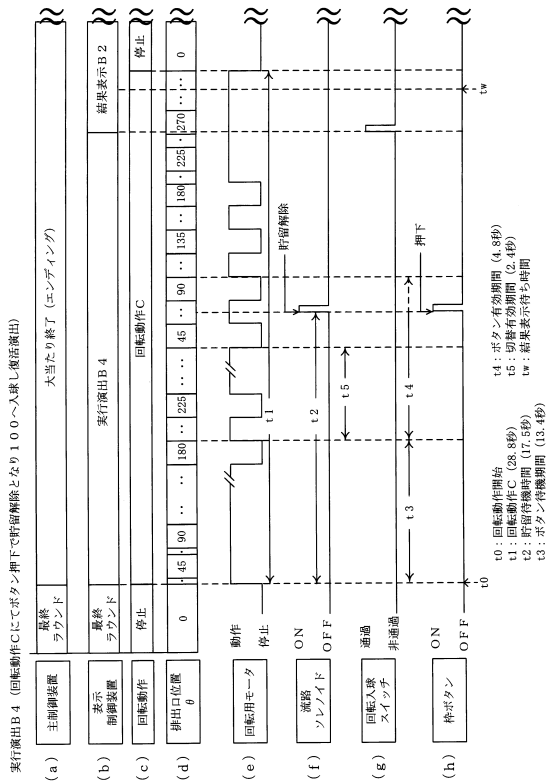 実行演出Ｂ４（回転動作Ｃにてボタン押下で貯留解除となり１００へ入球し復活演出）
(a) 主制御装置 最終ラウンド 大当たり終了（エンディング）
(b) 表示制御装置 最終ラウンド 実行演出Ｂ４ 結果表示Ｂ２
(c) 回転動作 停止 回転動作Ｃ 停止
(d) 排出口位置 θ 0 ・ 45 ・ 90 ‥ ‥ 180 ・ 225 ・ ‥ ‥ 45 ・ 90 ‥ 135 ‥ 180 ・ 225 ・ 270 ‥ ‥ 0
(e) 回転用モータ 動作 停止
t1
(f) 流路ソレノイド ON OFF
t2
貯留解除
(g) 回転入球スイッチ 通過 非通過
t5
t3
t4
(h) 枠ボタン ON OFF
押下
t0
tw
t0：回転動作開始
t1：回転動作Ｃ（28.8秒）
t2：貯留待機時間（17.5秒）
t3：ボタン待機期間（13.4秒）
t4：ボタン有効期間（4.8秒）
t5：切替有効期間（2.4秒）
tw：結果表示待ち時間